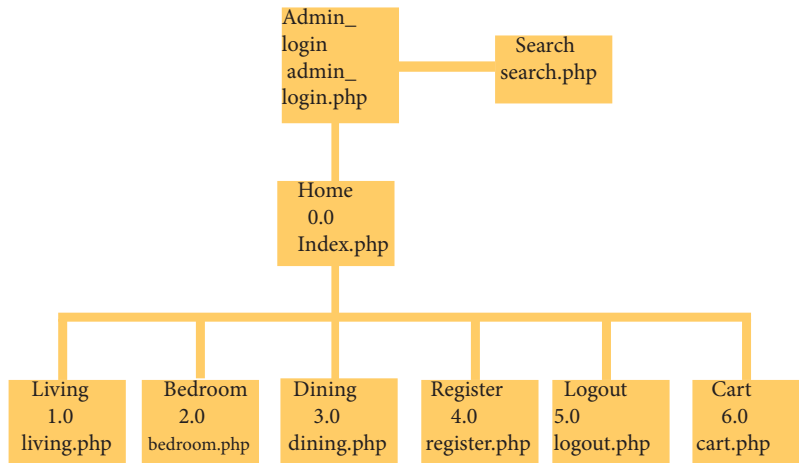 Admin_
login
admin_
login.php
Search
search.php
Home
0.0
Index.php
Living
1.0
living.php
Bedroom
2.0
bedroom.php
Dining
3.0
dining.php
Register
4.0
register.php
Logout
5.0
logout.php
Cart
6.0
cart.php